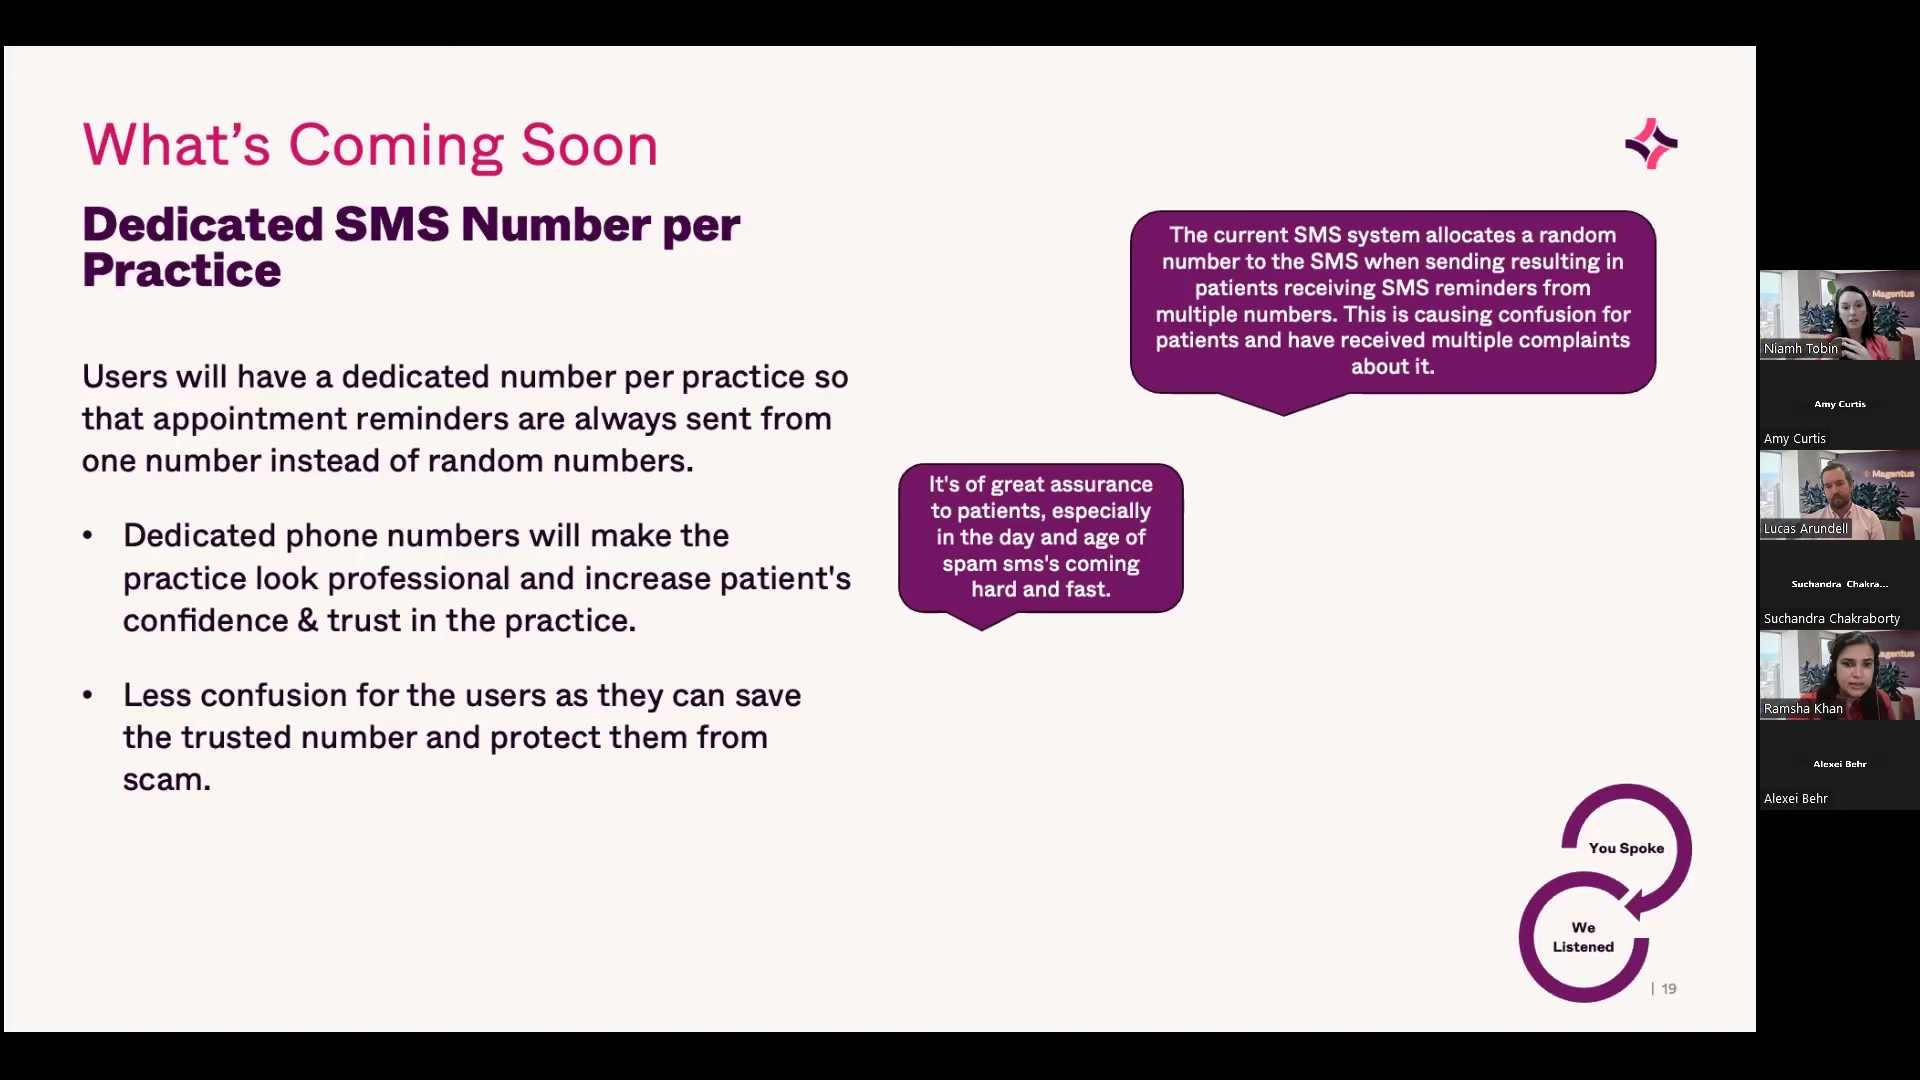 What's Coming Soon
Dedicated SMS Number per
Practice
Users will have a dedicated number per practice so
that appointment reminders are always sent from
one number instead of random numbers.
• Dedicated phone numbers will make the
practice look professional and increase patient's
confidence & trust in the practice.
• Less confusion for the users as they can save
the trusted number and protect them from
scam.
The current SMS system allocates a random
number to the SMS when sending resulting in
patients receiving SMS reminders from
multiple numbers. This is causing confusion for
patients and have received multiple complaints
about it.
It's of great assurance
to patients, especially
in the day and age of
spam sms's coming
hard and fast.
You Spoke
We
Listened
| 19
Magentus
Niamh Tobin
Amy Curtis
Amy Curtis
Magentus
Lucas Arundell
Suchandra Chakra...
Suchandra Chakraborty
agentus
Ramsha Khan
Alexei Behr
Alexei Behr